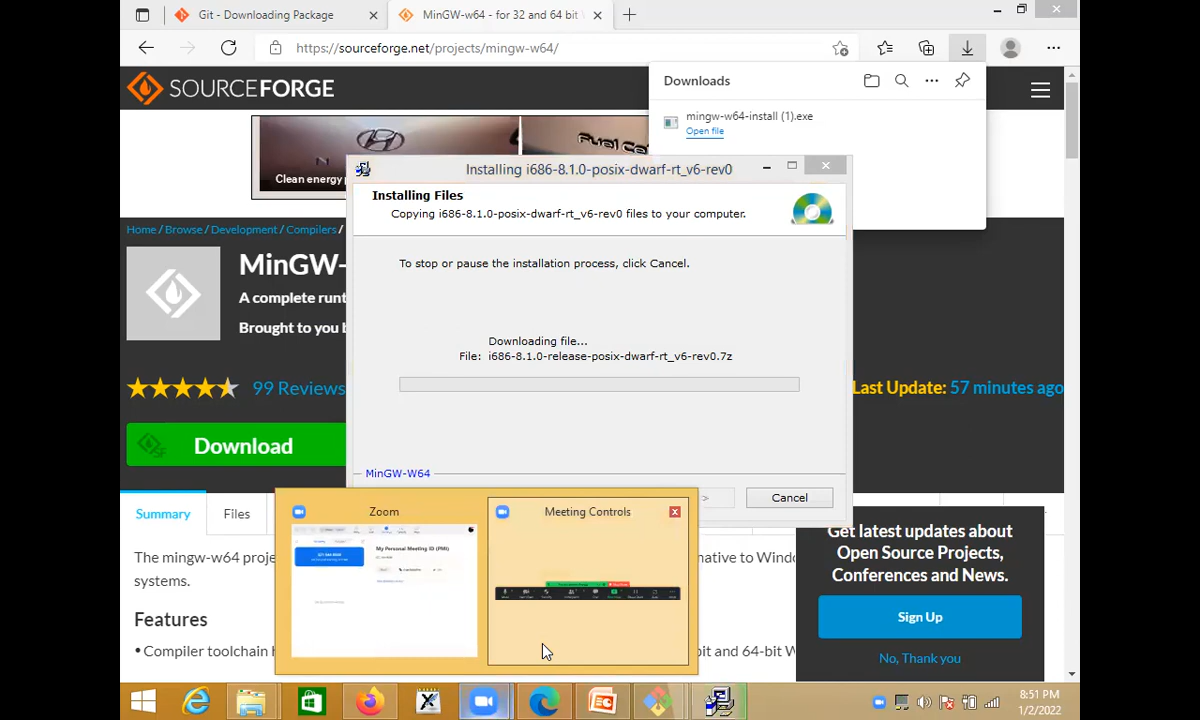 Git - Downloading Package
MinGW-w64 - for 32 and 64 bit
https://sourceforge.net/projects/mingw-w64/
SOURCEFORGE
Downloads
mingw-w64-install (1).exe
Open file
Clean energy
Fuel
Installing i686-8.1.0-posix-dwarf-rt_v6-rev0
Installing Files
Copying i686-8.1.0-posix-dwarf-rt_v6-rev0 files to your computer.
Home / Browse / Development / Compilers /
To stop or pause the installation process, click Cancel.
MinGW-
A complete
Brought to you
Downloading file...
File: i686-8.1.0-release-posix-dwarf-rt_v6-rev0.7z
99 Reviews
Last Update: 57 minutes ago
Download
MinGW-W64
>
Cancel
Summary
Files
Zoom
Meeting Controls
My Personal Meeting ID (PMI)
The mingw-w64
systems.
Features
• Compiler toolchain
and 64-bit
Get latest updates about
Open Source Projects,
Conferences and News.
Sign Up
No, Thank you
8:51 PM
1/2/2022